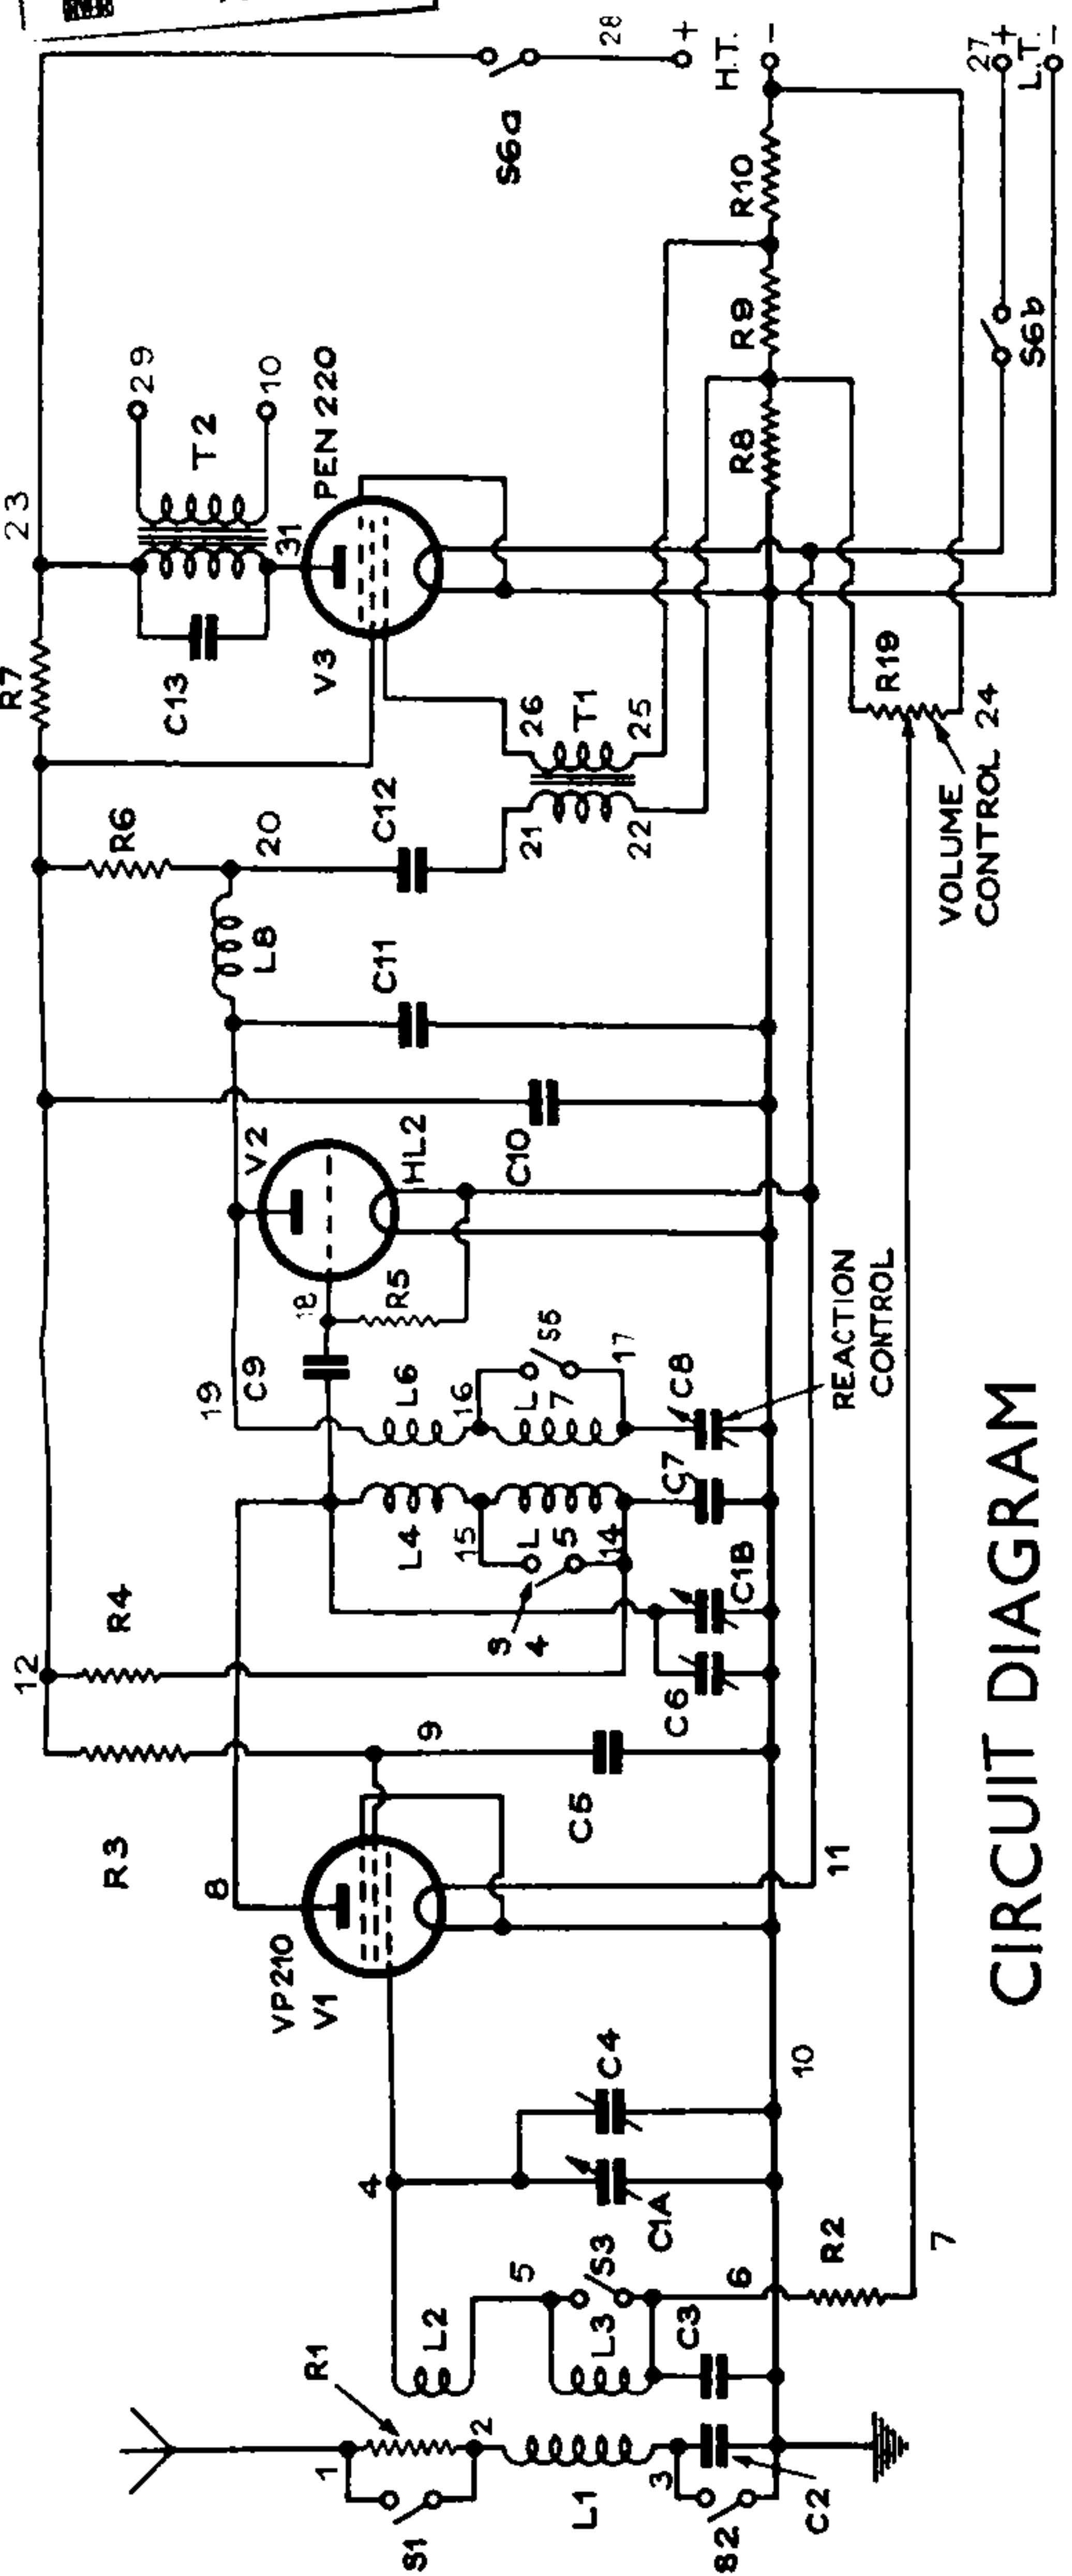 23
R7
29
T2
10
31
C13
PEN 220
V3
28
+
-
H.T.
S6a
27
+
L.T.
-
S6b
R10
R9
R8
26
T1
25
21
22
R19
VOLUME
CONTROL 24
R6
20
L8
C12
C11
C10
V2
HL2
19
C9
18
R5
L6
16
L
7
S5
17
C8
REACTION
CONTROL
C7
L4
15
L
5
14
S
4
C1B
C6
12
R4
R3
8
9
C5
VP210
V1
11
10
4
C4
C1A
L2
5
S3
L3
6
C3
R2
7
R1
1
2
S1
L1
3
S2
C2
CIRCUIT DIAGRAM